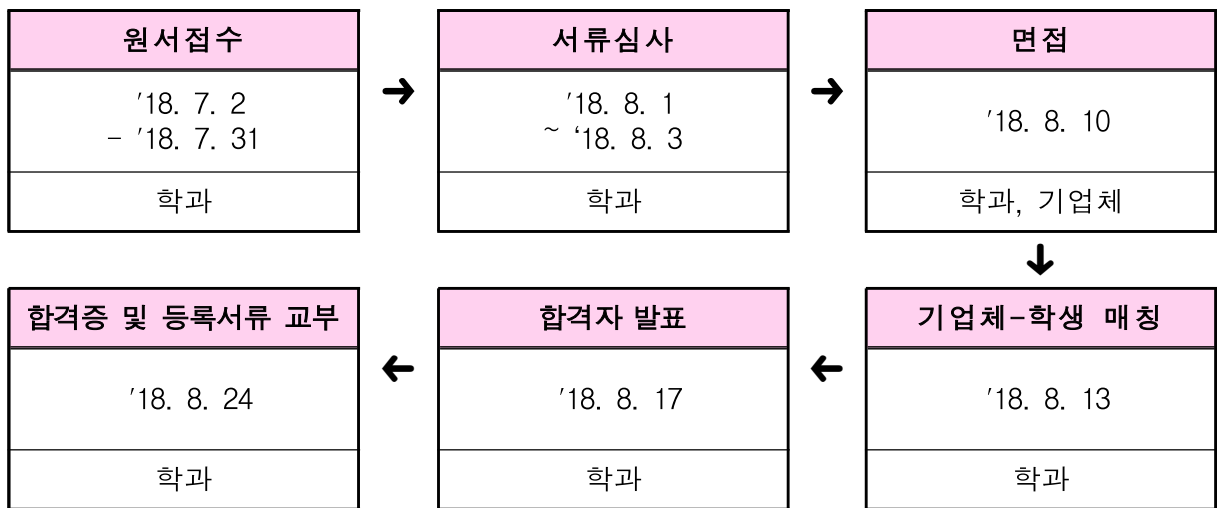 원서접수
'18. 7. 2
- '18. 7. 31
학과
서류심사
'18. 8. 1
~ ‘18. 8. 3
학과
면접
'18. 8. 10
학과, 기업체
기업체-학생 매칭
'18. 8. 13
학과
합격자 발표
'18. 8. 17
학과
합격증 및 등록서류 교부
'18. 8. 24
학과